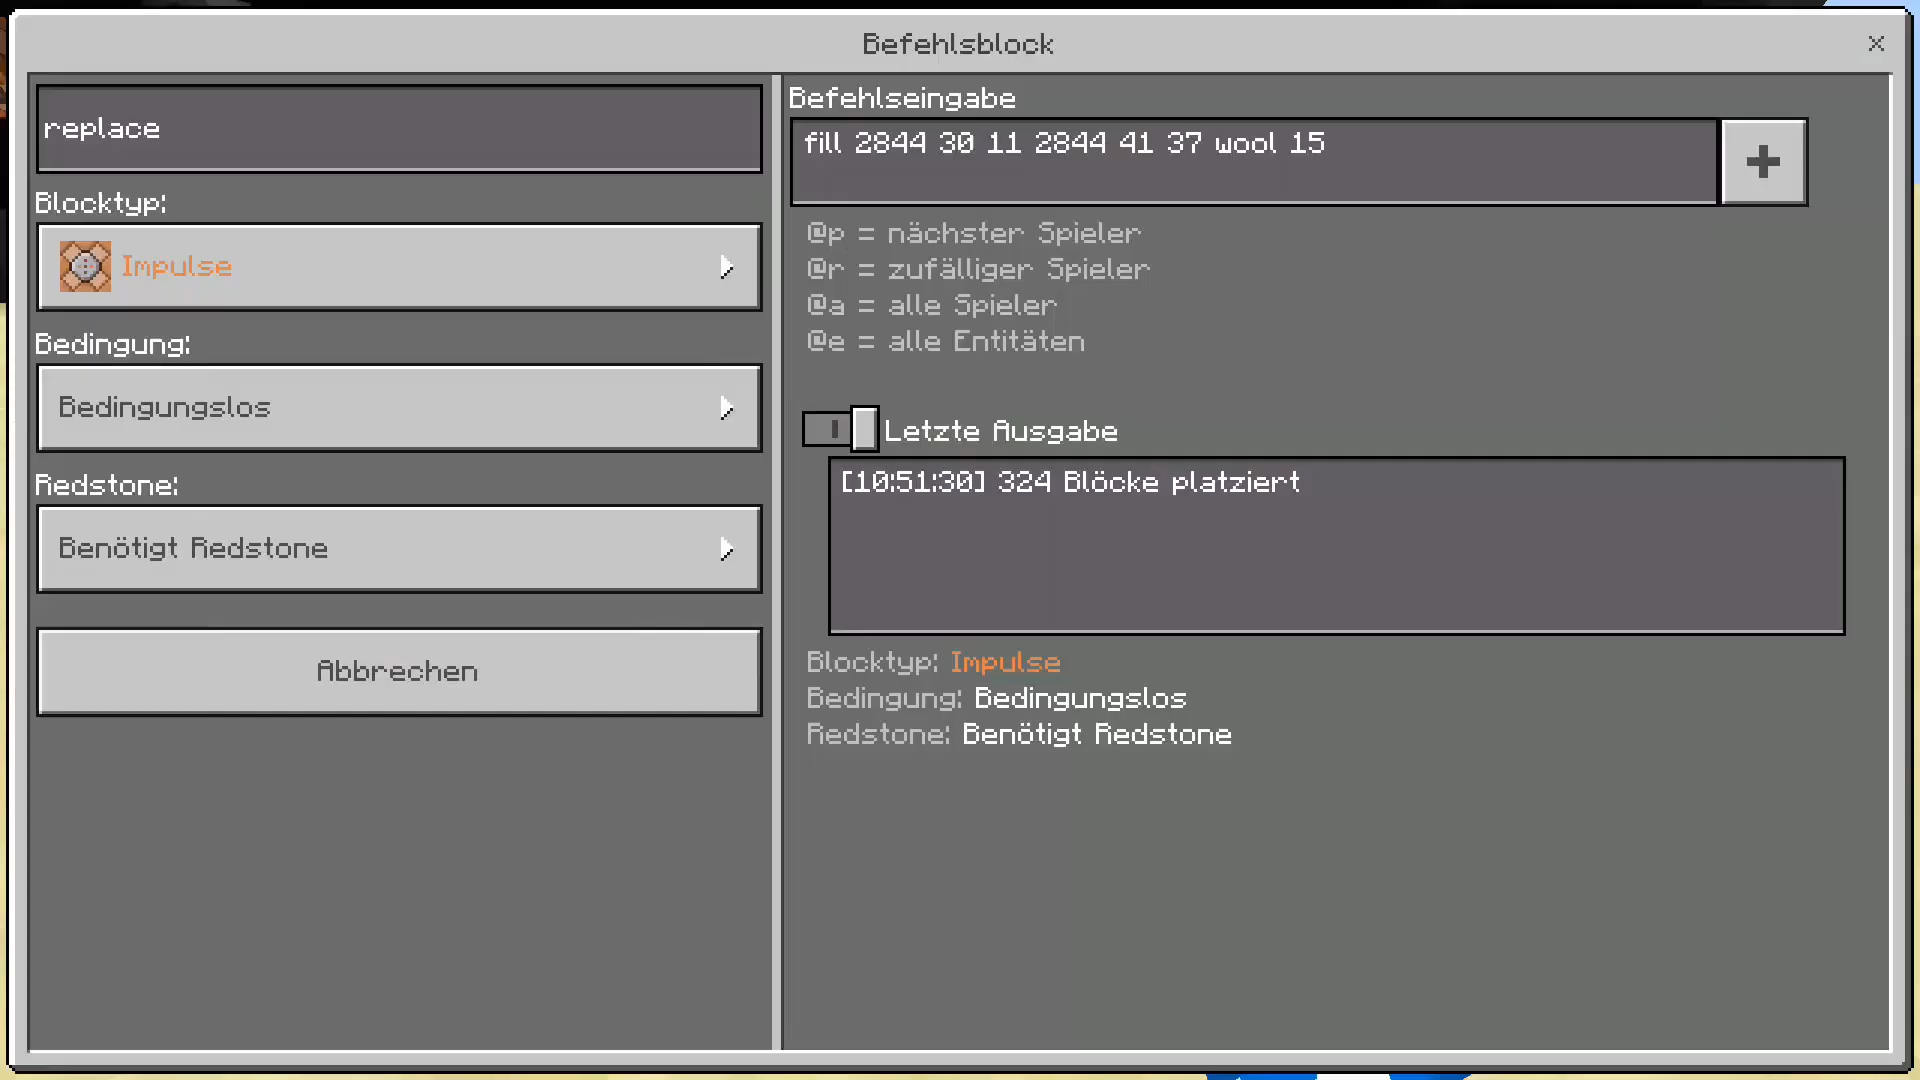 Befehlsblock
replace
Blocktyp:
Impulse
Bedingung:
Bedingungslos
Redstone:
Benötigt Redstone
Abbrechen
Befehlseingabe
fill 2844 30 11 2844 41 37 wool 15
@p = nächster Spieler
@r = zufälliger Spieler
@a = alle Spieler
@e = alle Entitäten
Letzte Ausgabe
[10:51:30] 324 Blöcke platziert
Blocktyp: Impulse
Bedingung: Bedingungslos
Redstone: Benötigt Redstone